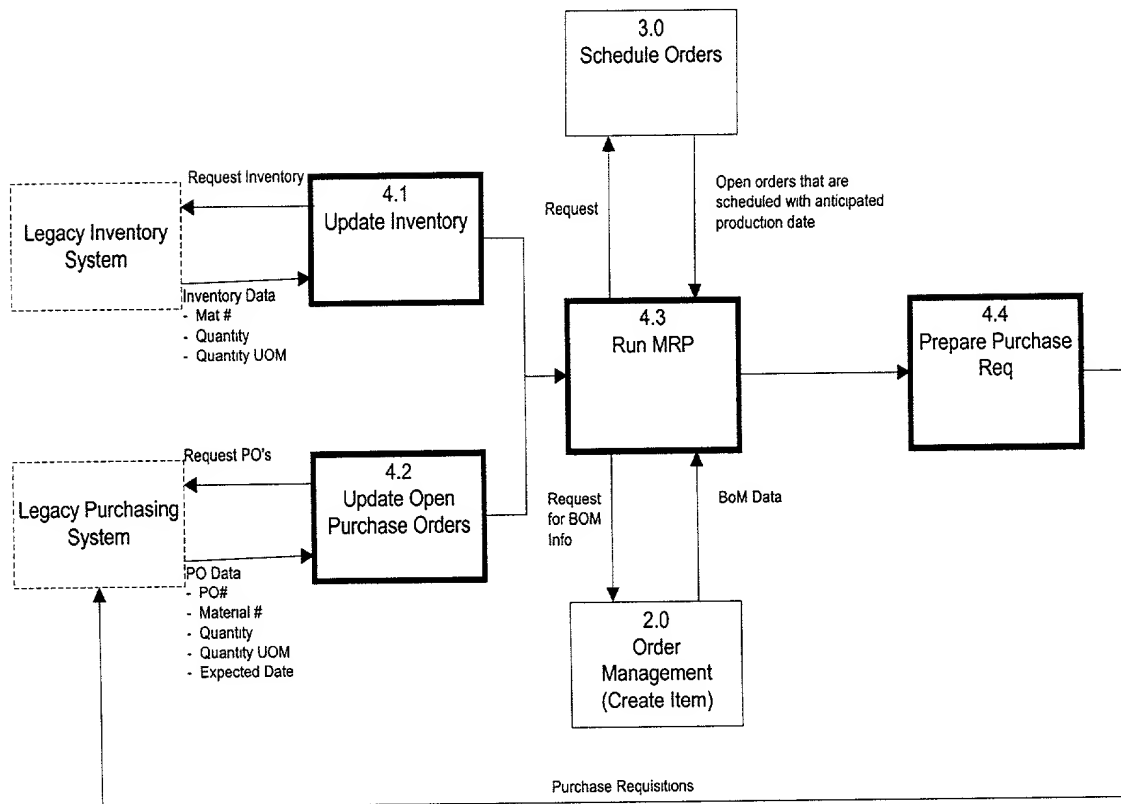 3.0
Schedule Orders
Request Inventory
4.1
Update Inventory
Legacy Inventory
System
Inventory Data
- Mat #
- Quantity
- Quantity UOM
Request
Open orders that are
scheduled with anticipated
production date
4.3
Run MRP
4.4
Prepare Purchase
Req
Request PO's
4.2
Update Open
Purchase Orders
Legacy Purchasing
System
PO Data
- PO#
- Material #
- Quantity
- Quantity UOM
- Expected Date
Request
for BOM
Info
BoM Data
2.0
Order
Management
(Create Item)
Purchase Requisitions